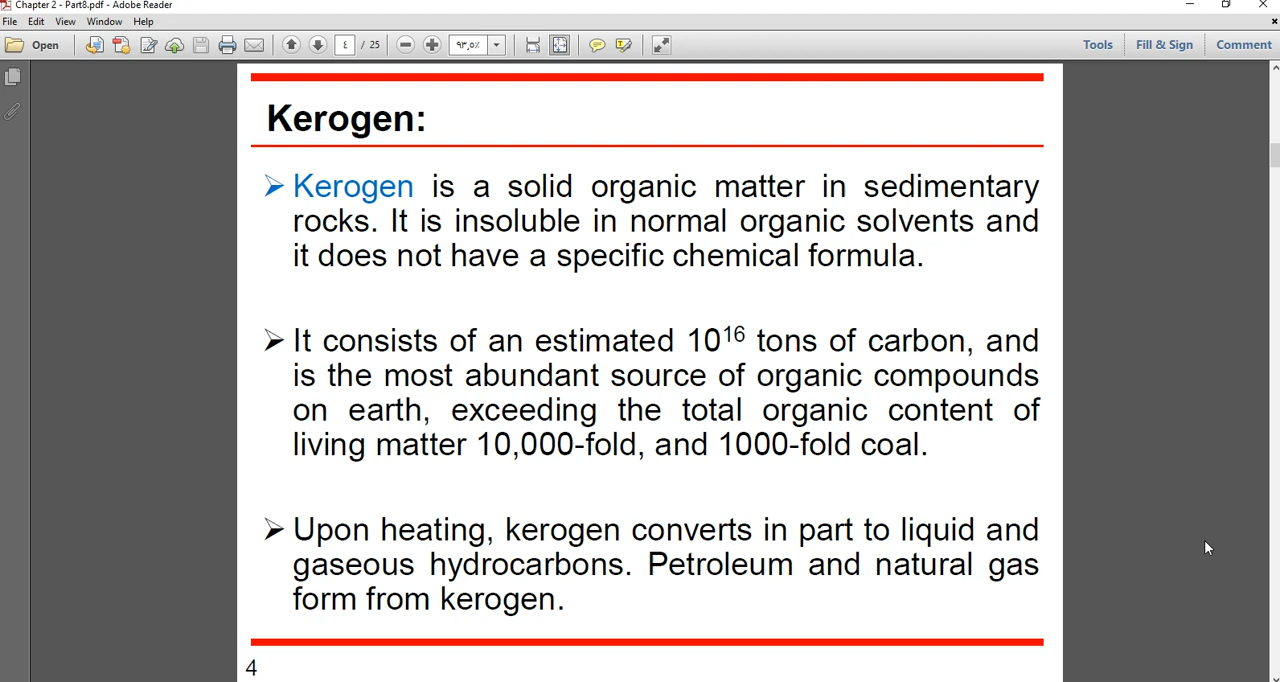 Chapter 2 - Part8.pdf - Adobe Reader
File Edit View Window Help
Open ٤ / 25 ٩٣,٥٪ Tools Fill & Sign Comment
Kerogen:
➢ Kerogen is a solid organic matter in sedimentary
rocks. It is insoluble in normal organic solvents and
it does not have a specific chemical formula.
➢ It consists of an estimated 10¹⁶ tons of carbon, and
is the most abundant source of organic compounds
on earth, exceeding the total organic content of
living matter 10,000-fold, and 1000-fold coal.
➢ Upon heating, kerogen converts in part to liquid and
gaseous hydrocarbons. Petroleum and natural gas
form from kerogen.
4